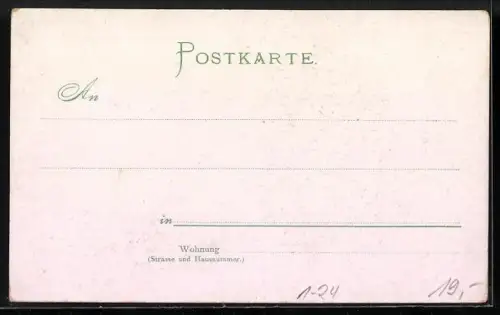 POSTKARTE.
An
in
Wohnung
(Strasse und Hausnummer.)
1-24
19,-